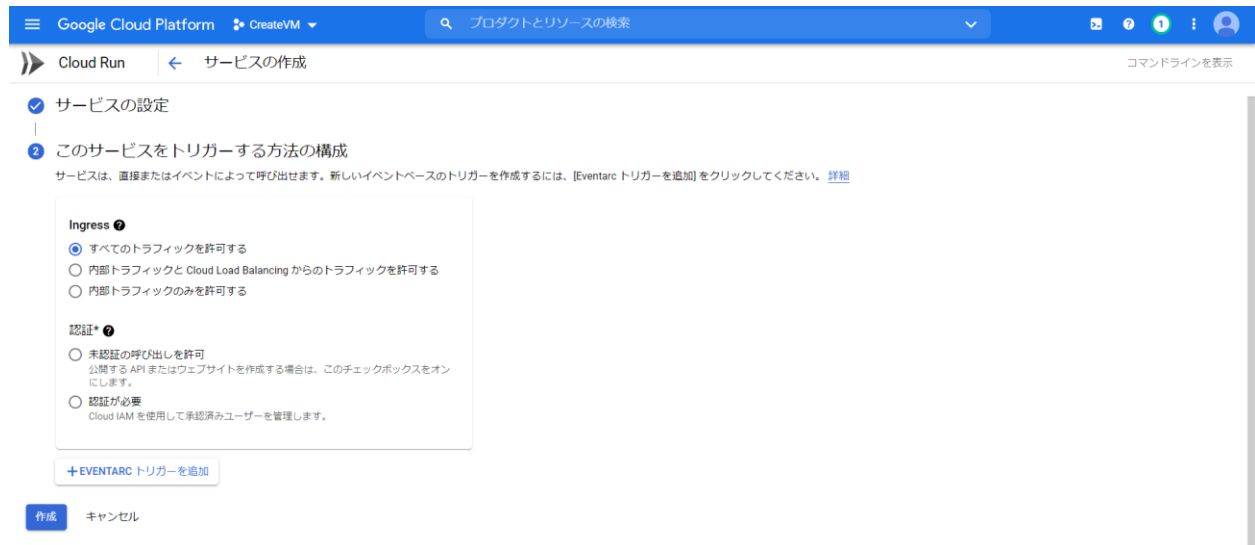 Google Cloud Platform CreateVM プロダクトとリソースの検索 1
Cloud Run サービスの作成 コマンドラインを表示
サービスの設定
2 このサービスをトリガーする方法の構成
サービスは、直接またはイベントによって呼び出せます。新しいイベントベースのトリガーを作成するには、[Eventarc トリガーを追加] をクリックしてください。 詳細
Ingress
すべてのトラフィックを許可する
内部トラフィックと Cloud Load Balancing からのトラフィックを許可する
内部トラフィックのみを許可する
認証*
未認証の呼び出しを許可
公開する API またはウェブサイトを作成する場合は、このチェックボックスをオン
にします。
認証が必要
Cloud IAM を使用して承認済みユーザーを管理します。
+EVENTARC トリガーを追加
作成 キャンセル